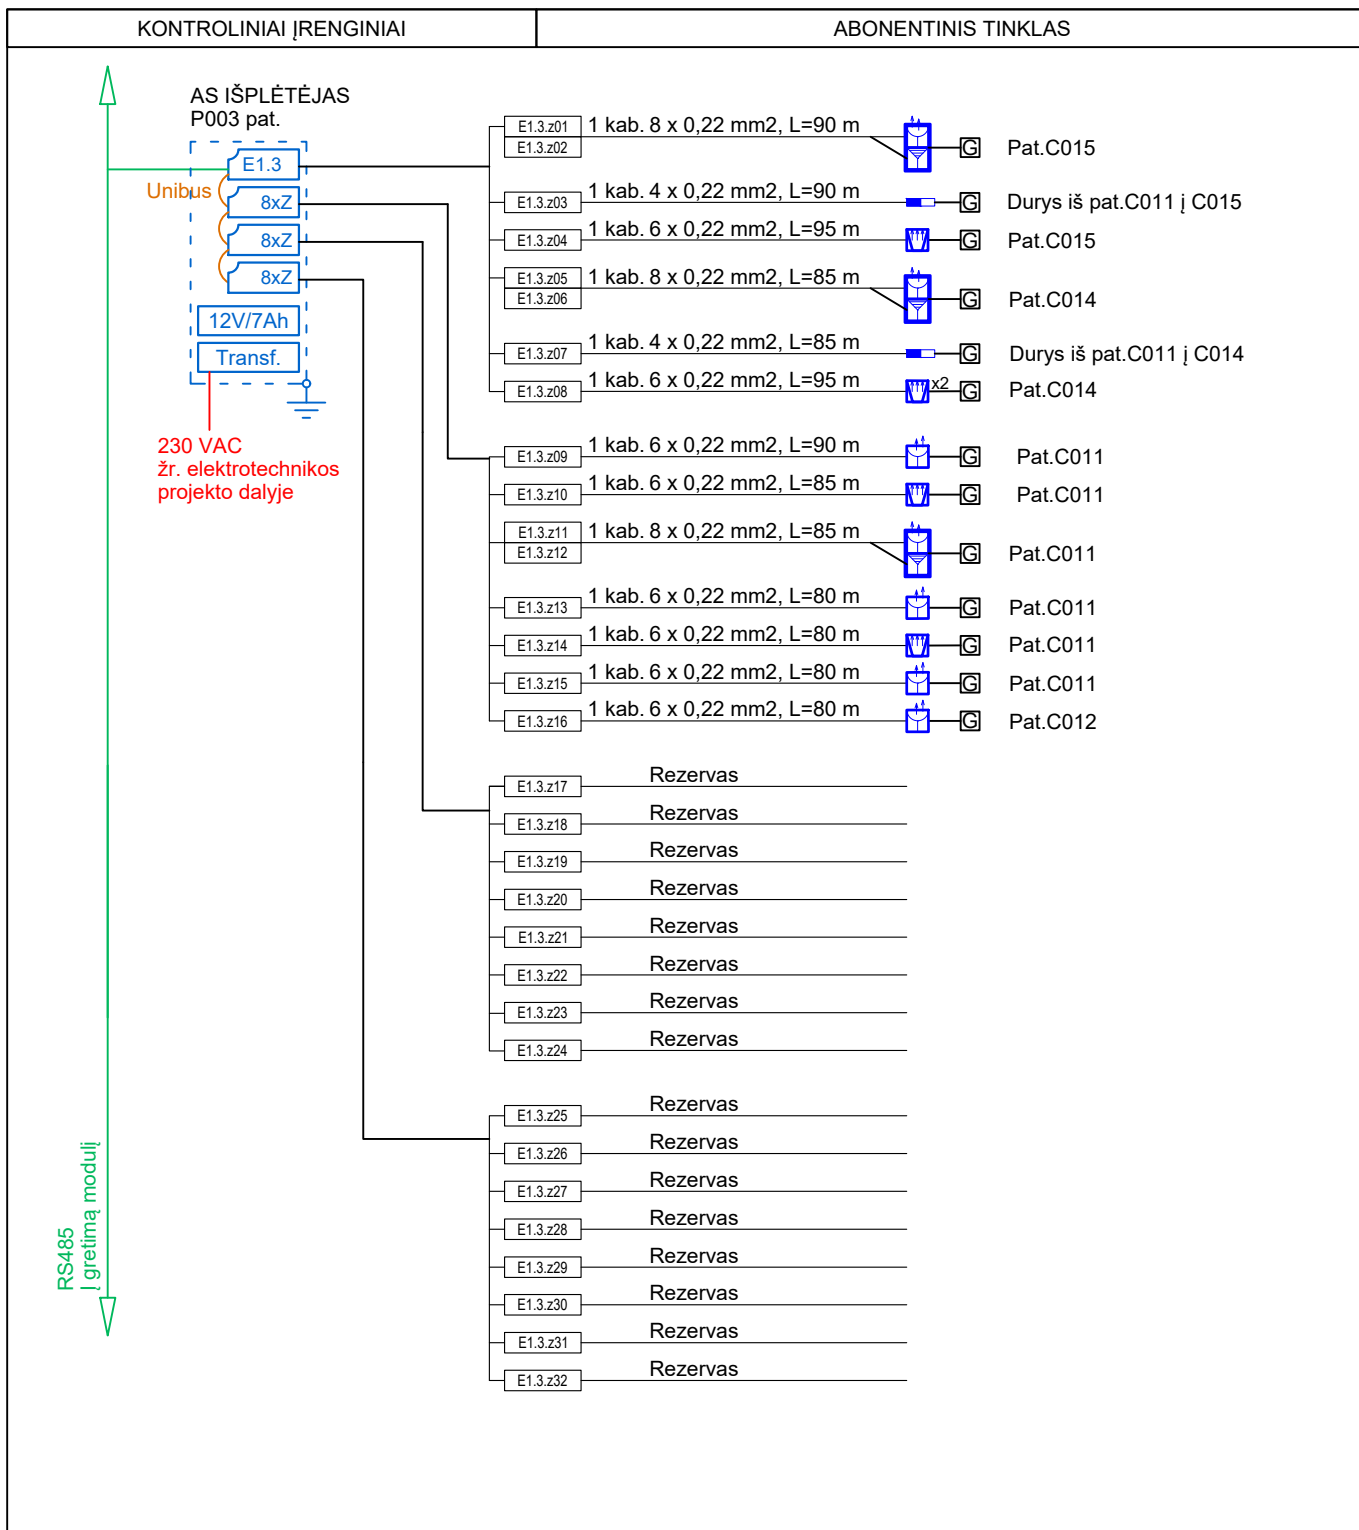 KONTROLINIAI ĮRENGINIAI
ABONENTINIS TINKLAS
AS IŠPLĖTĖJAS
P003 pat.
E1.3
Unibus
8xZ
8xZ
8xZ
12V/7Ah
Transf.
230 VAC
žr. elektrotechnikos
projekto dalyje
RS485
Į gretimą modulį
E1.3.z01 1 kab. 8 x 0,22 mm2, L=90 m
E1.3.z02 G Pat.C015
E1.3.z03 1 kab. 4 x 0,22 mm2, L=90 m G Durys iš pat.C011 į C015
E1.3.z04 1 kab. 6 x 0,22 mm2, L=95 m G Pat.C015
E1.3.z05 1 kab. 8 x 0,22 mm2, L=85 m
E1.3.z06 G Pat.C014
E1.3.z07 1 kab. 4 x 0,22 mm2, L=85 m G Durys iš pat.C011 į C014
E1.3.z08 1 kab. 6 x 0,22 mm2, L=95 m x2 G Pat.C014
E1.3.z09 1 kab. 6 x 0,22 mm2, L=90 m G Pat.C011
E1.3.z10 1 kab. 6 x 0,22 mm2, L=85 m G Pat.C011
E1.3.z11 1 kab. 8 x 0,22 mm2, L=85 m
E1.3.z12 G Pat.C011
E1.3.z13 1 kab. 6 x 0,22 mm2, L=80 m G Pat.C011
E1.3.z14 1 kab. 6 x 0,22 mm2, L=80 m G Pat.C011
E1.3.z15 1 kab. 6 x 0,22 mm2, L=80 m G Pat.C011
E1.3.z16 1 kab. 6 x 0,22 mm2, L=80 m G Pat.C012
E1.3.z17 Rezervas
E1.3.z18 Rezervas
E1.3.z19 Rezervas
E1.3.z20 Rezervas
E1.3.z21 Rezervas
E1.3.z22 Rezervas
E1.3.z23 Rezervas
E1.3.z24 Rezervas
E1.3.z25 Rezervas
E1.3.z26 Rezervas
E1.3.z27 Rezervas
E1.3.z28 Rezervas
E1.3.z29 Rezervas
E1.3.z30 Rezervas
E1.3.z31 Rezervas
E1.3.z32 Rezervas